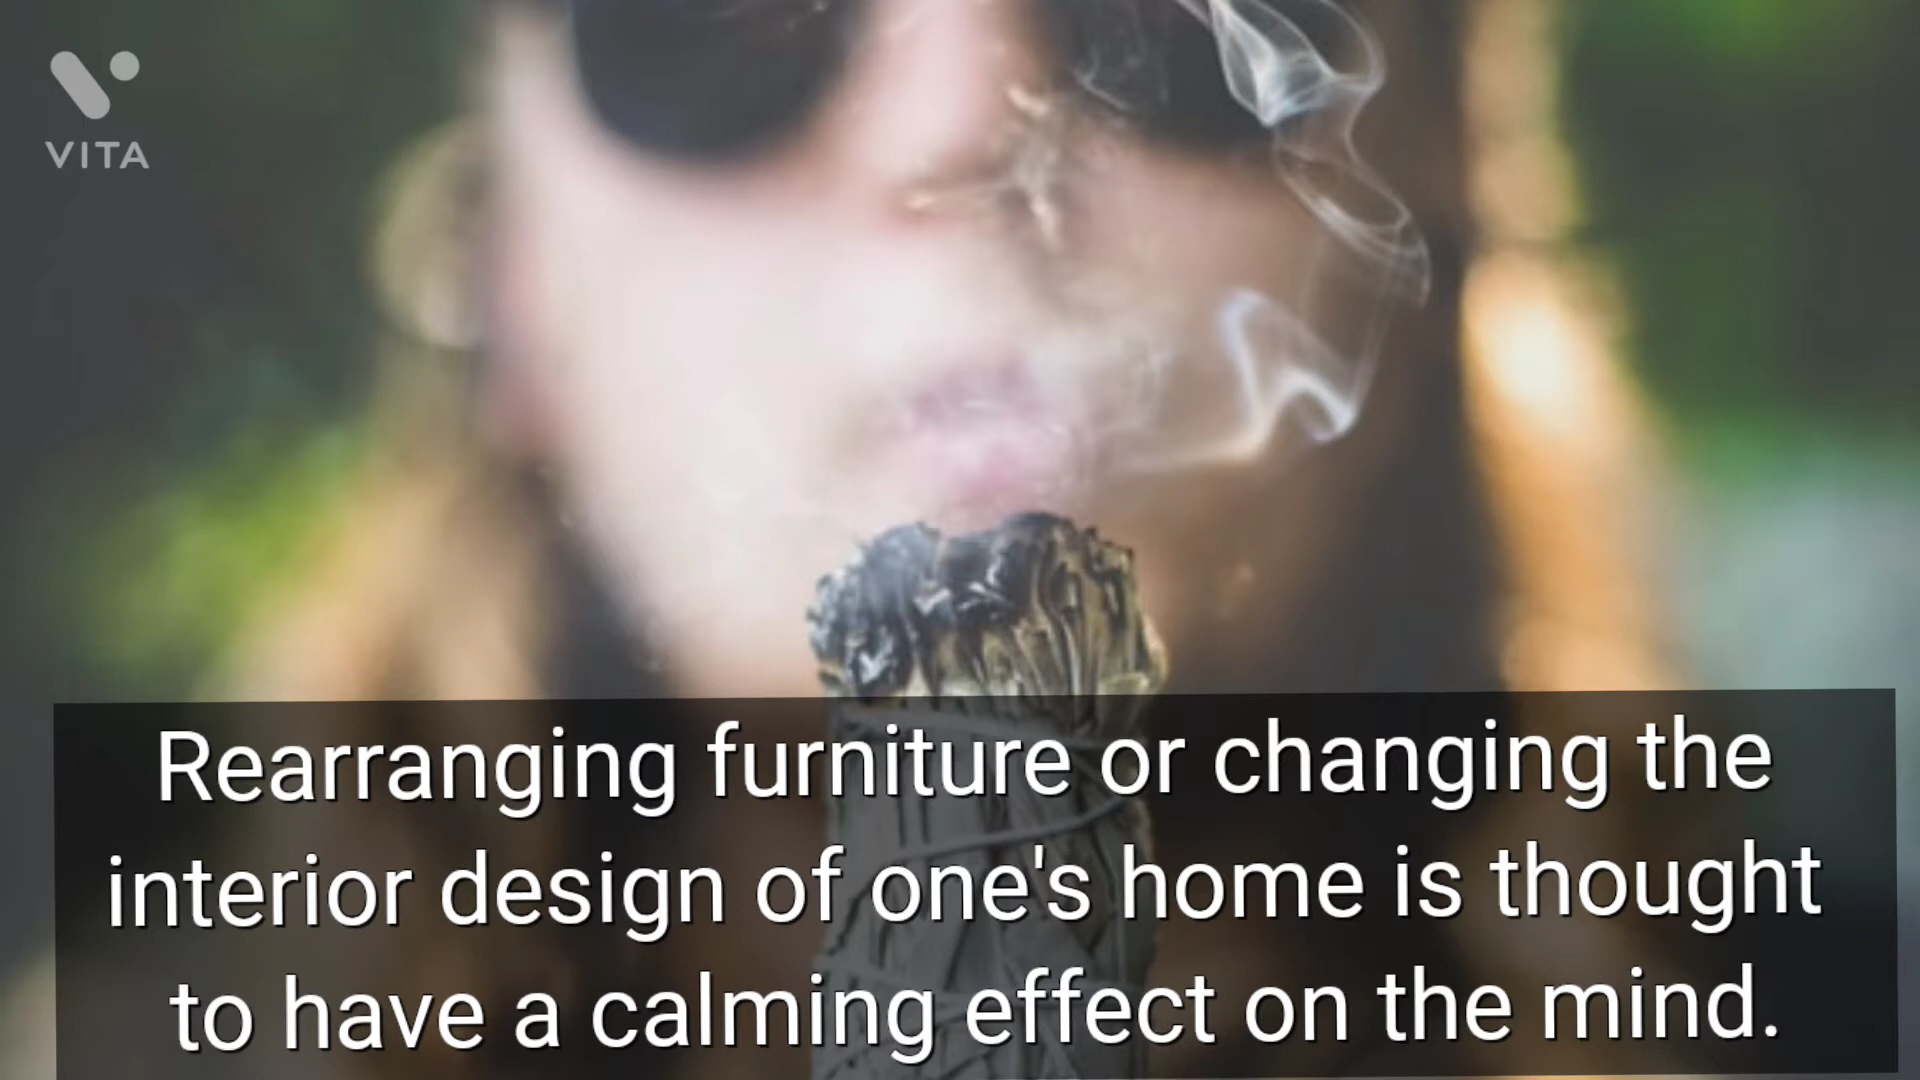 VITA
Rearranging furniture or changing the
interior design of one's home is thought
to have a calming effect on the mind.